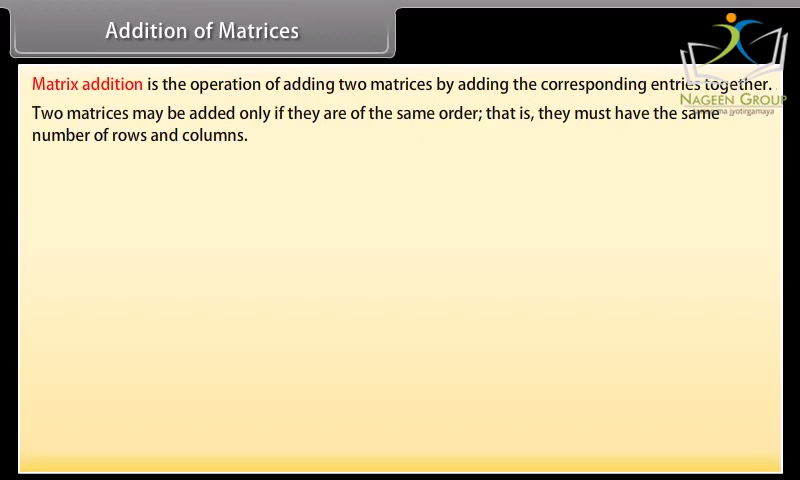 Addition of Matrices
Matrix addition is the operation of adding two matrices by adding the corresponding entries together.
Two matrices may be added only if they are of the same order; that is, they must have the same
number of rows and columns.
NAGEEN GROUP
jyotirgamaya